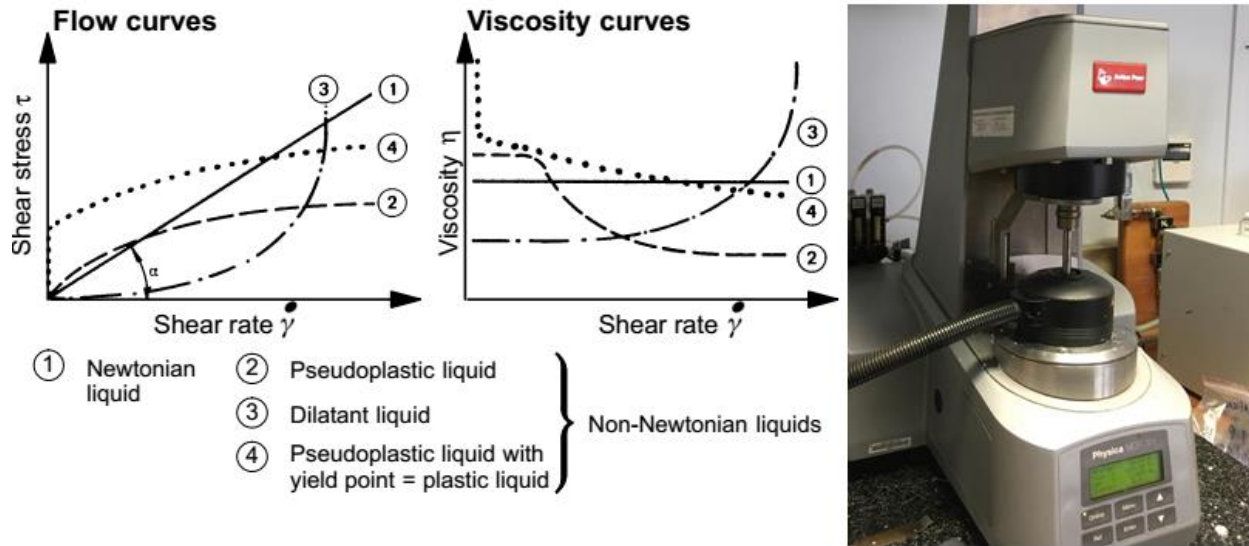 Flow curves
Shear stress τ
3
1
4
2
α
Shear rate γ̇
Viscosity curves
Viscosity η
3
1
4
2
Shear rate γ̇
1 Newtonian
liquid
2 Pseudoplastic liquid
3 Dilatant liquid
4 Pseudoplastic liquid with
yield point = plastic liquid
Non-Newtonian liquids
Anton Paar
Physica